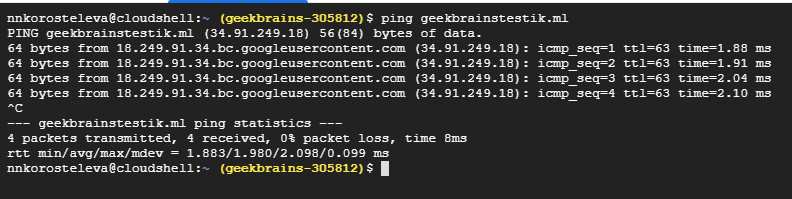 nnkorosteleva@cloudshell:~ (geekbrains-305812)$ ping geekbrainstestik.ml
PING geekbrainstestik.ml (34.91.249.18) 56(84) bytes of data.
64 bytes from 18.249.91.34.bc.googleusercontent.com (34.91.249.18): icmp_seq=1 ttl=63 time=1.88 ms
64 bytes from 18.249.91.34.bc.googleusercontent.com (34.91.249.18): icmp_seq=2 ttl=63 time=1.91 ms
64 bytes from 18.249.91.34.bc.googleusercontent.com (34.91.249.18): icmp_seq=3 ttl=63 time=2.04 ms
64 bytes from 18.249.91.34.bc.googleusercontent.com (34.91.249.18): icmp_seq=4 ttl=63 time=2.10 ms
^C
--- geekbrainstestik.ml ping statistics ---
4 packets transmitted, 4 received, 0% packet loss, time 8ms
rtt min/avg/max/mdev = 1.883/1.980/2.098/0.099 ms
nnkorosteleva@cloudshell:~ (geekbrains-305812)$